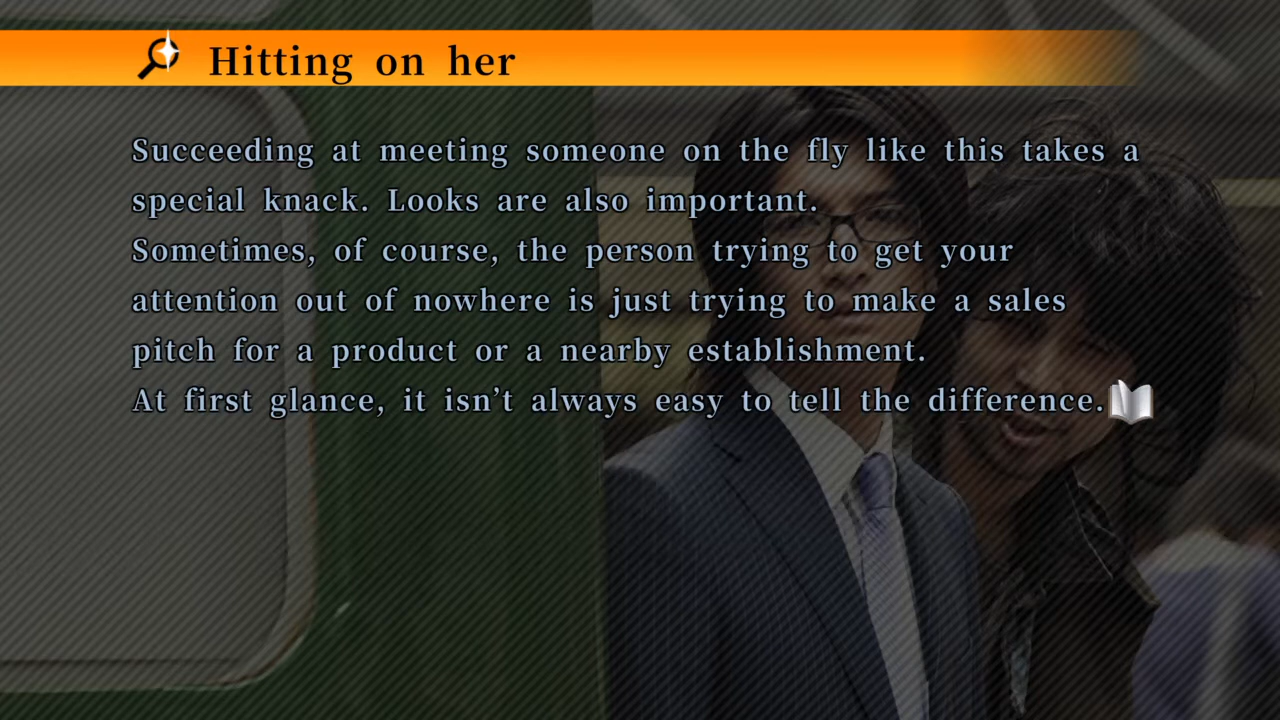 Hitting on her
Succeeding at meeting someone on the fly like this takes a
special knack. Looks are also important.
Sometimes, of course, the person trying to get your
attention out of nowhere is just trying to make a sales
pitch for a product or a nearby establishment.
At first glance, it isn’t always easy to tell the difference.